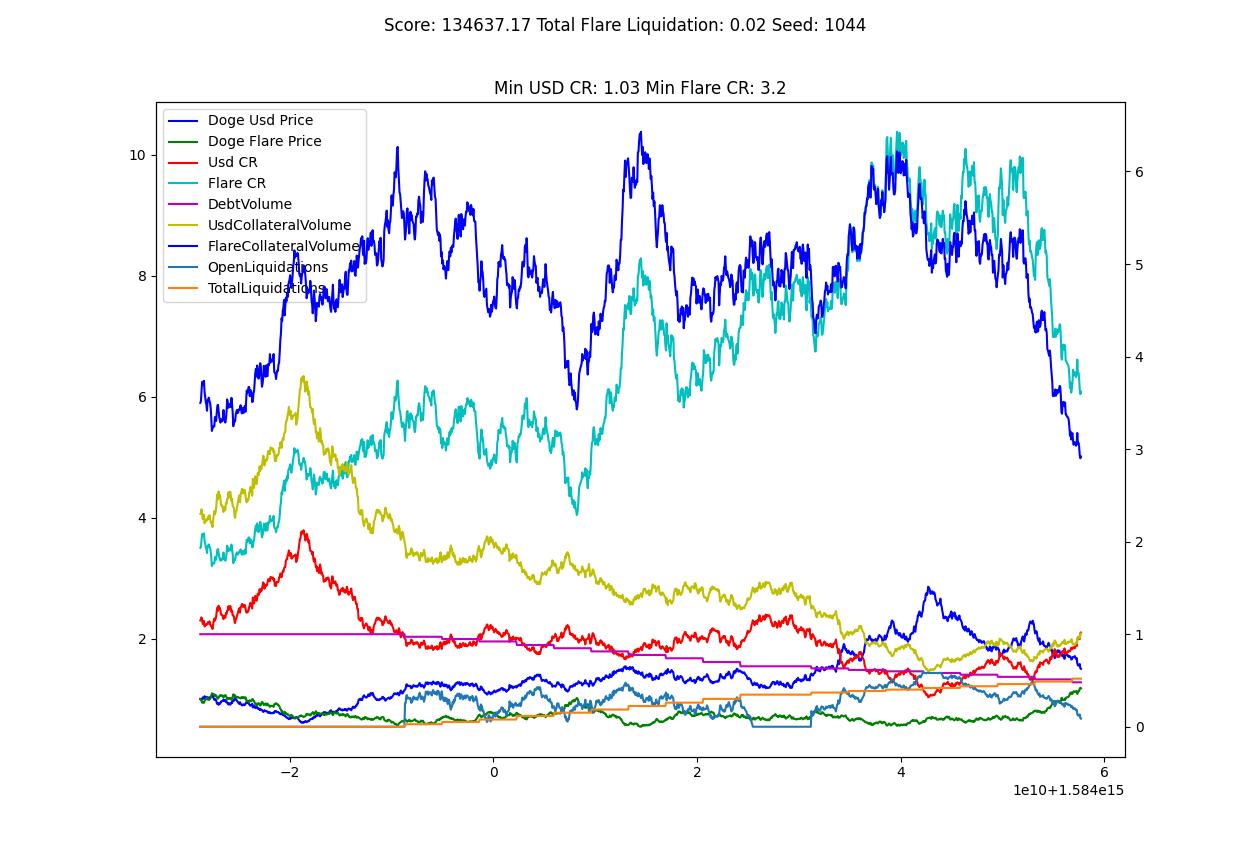 Score: 134637.17 Total Flare Liquidation: 0.02 Seed: 1044
Min USD CR: 1.03 Min Flare CR: 3.2
Doge Usd Price
Doge Flare Price
Usd CR
Flare CR
DebtVolume
UsdCollateralVolume
FlareCollateralVolume
OpenLiquidations
TotalLiquidations
10
8
6
4
2
6
5
4
3
2
1
0
−2
0
2
4
6
1e10+1.584e15